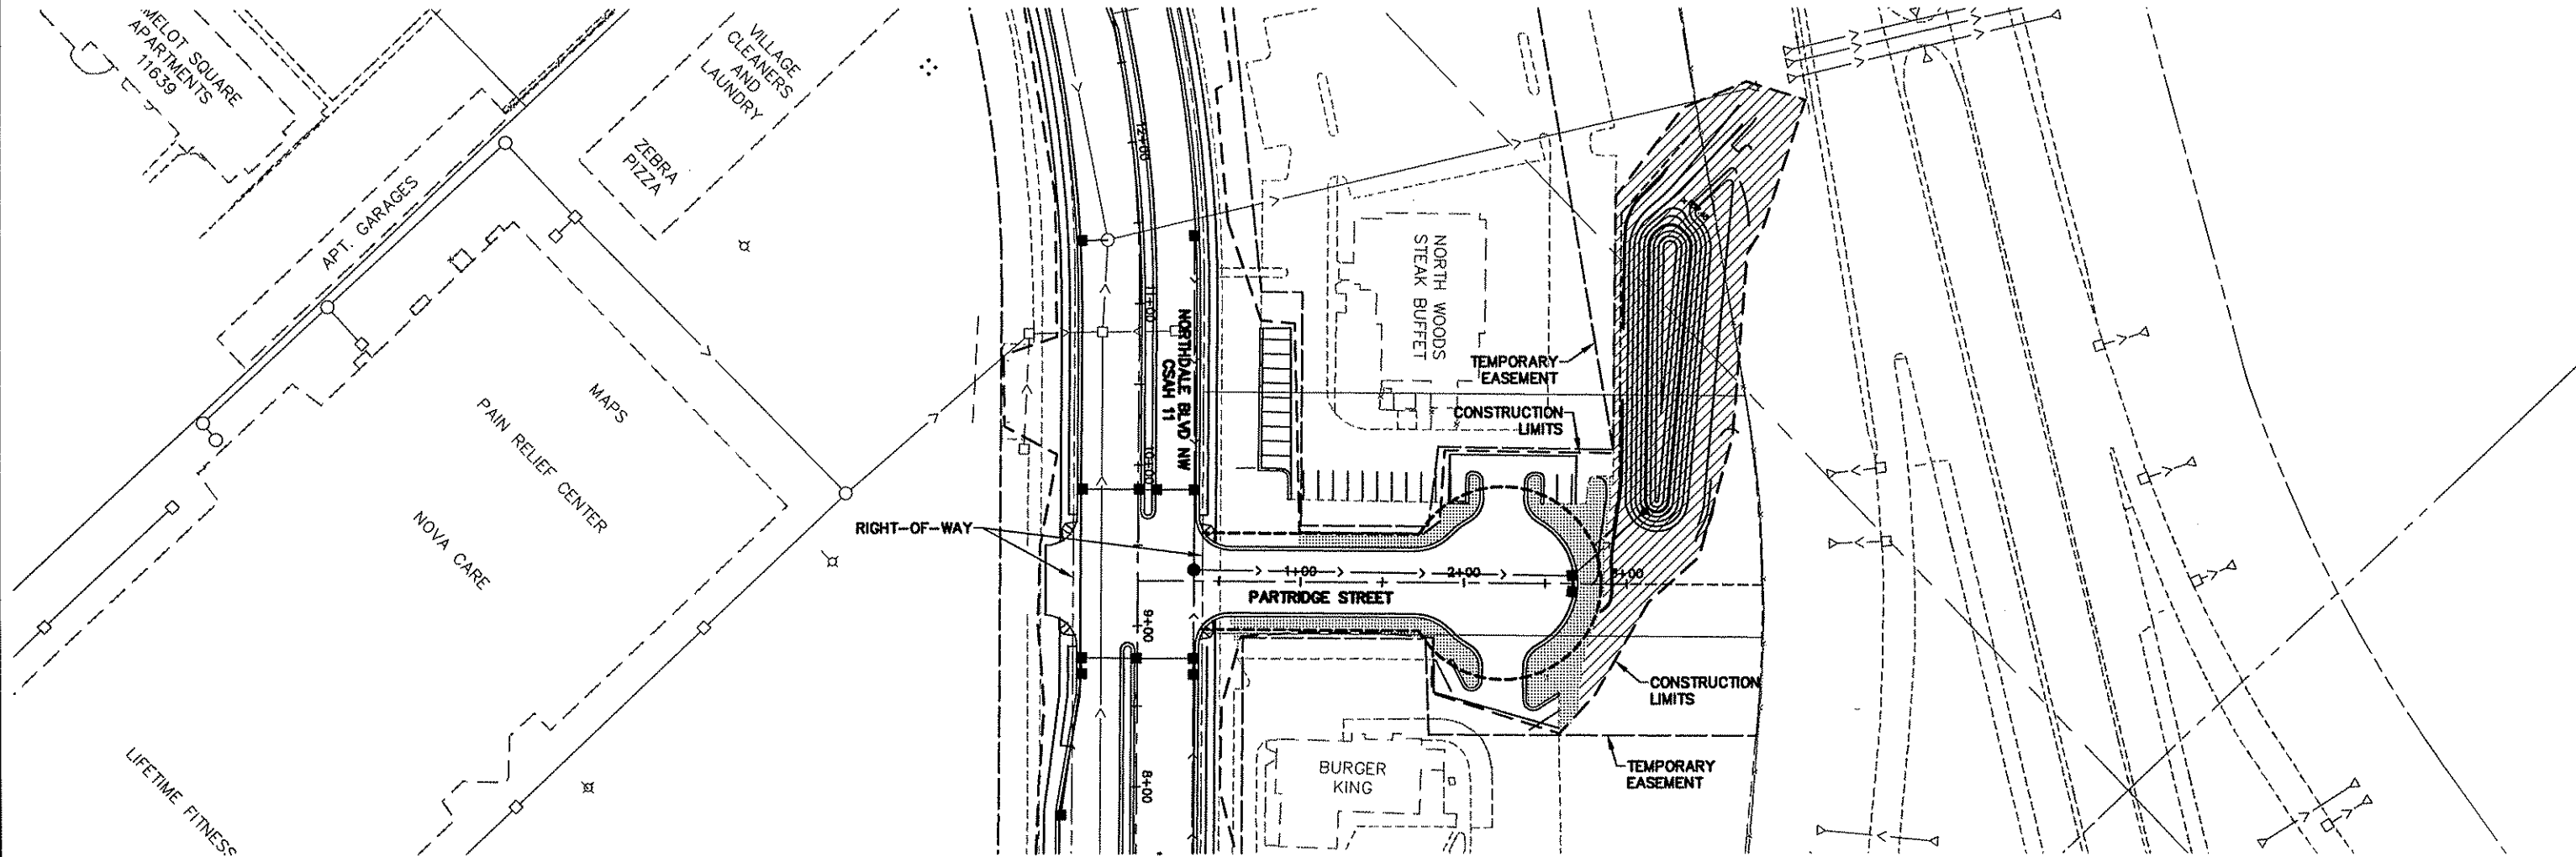 MELOT SQUARE
APARTMENTS
11639
VILLAGE
CLEANERS
AND
LAUNDRY
ZEBRA
PIZZA
APT. GARAGES
MAPS
PAIN RELIEF CENTER
NOVA CARE
LIFETIME FITNESS
12+00
11+00
10+00
9+00
8+00
NORTHDALE BLVD NW
CSAH 11
NORTH WOODS
STEAK BUFFET
TEMPORARY
EASEMENT
CONSTRUCTION
LIMITS
RIGHT-OF-WAY
1+00
2+00
3+00
PARTRIDGE STREET
CONSTRUCTION
LIMITS
TEMPORARY
EASEMENT
BURGER
KING